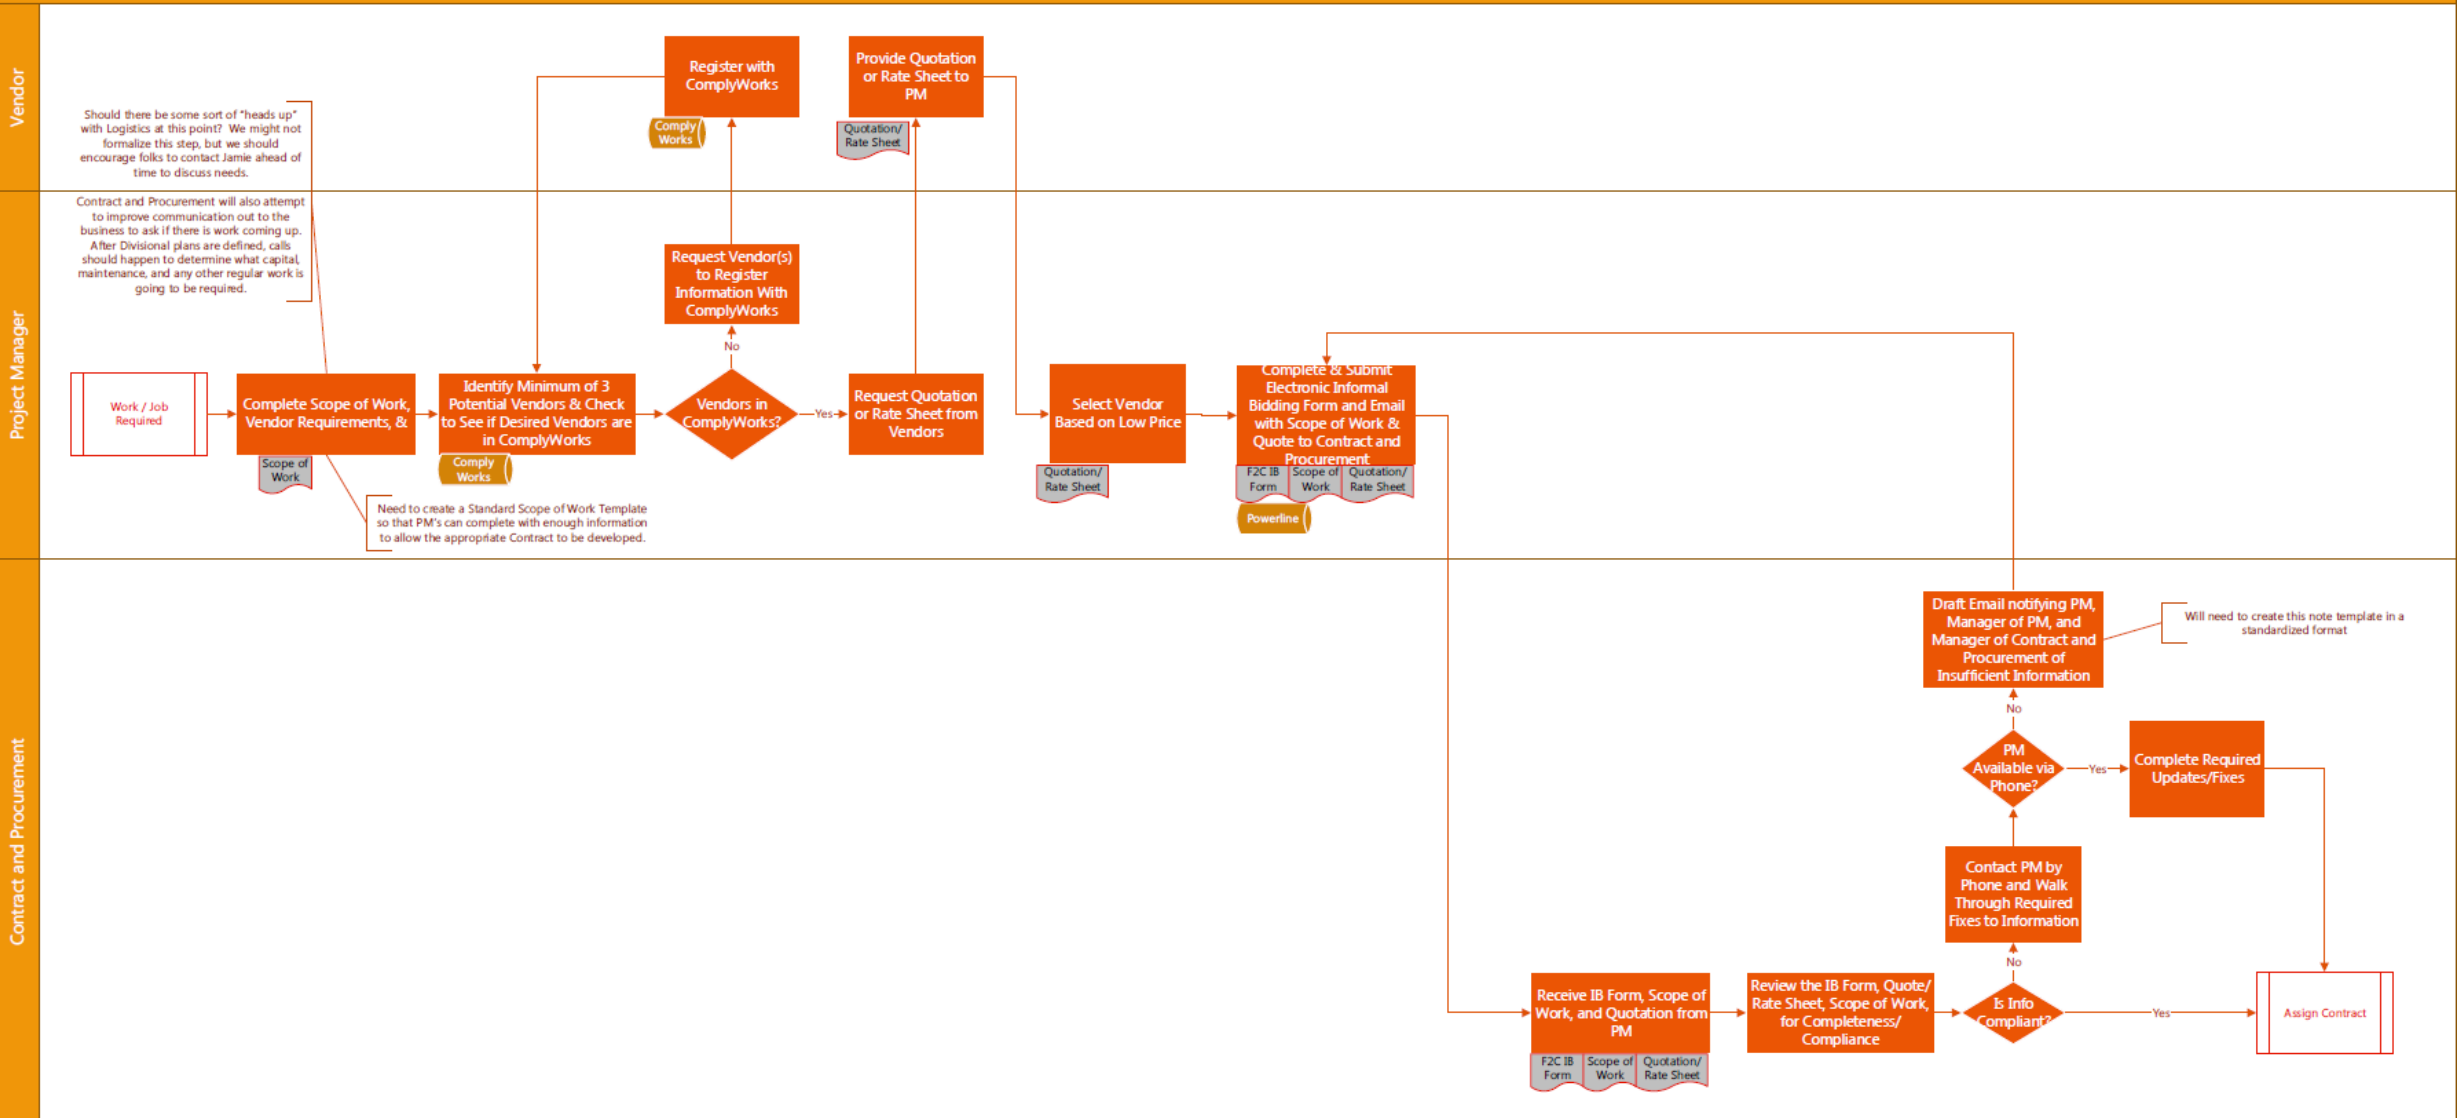 Vendor
Register with
ComplyWorks
Comply
Works
Provide Quotation
or Rate Sheet to
PM
Quotation/
Rate Sheet
Should there be some sort of "heads up"
with Logistics at this point?  We might not
formalize this step, but we should
encourage folks to contact Jamie ahead of
time to discuss needs.
Project Manager
Contract and Procurement will also attempt
to improve communication out to the
business to ask if there is work coming up.
After Divisional plans are defined, calls
should happen to determine what capital,
maintenance, and any other regular work is
going to be required.
Request Vendor(s)
to Register
Information With
ComplyWorks
No
Work / Job
Required
Complete Scope of Work,
Vendor Requirements, &
Scope of
Work
Identify Minimum of 3
Potential Vendors & Check
to See if Desired Vendors are
in ComplyWorks
Comply
Works
Vendors in
ComplyWorks?
Yes
Request Quotation
or Rate Sheet from
Vendors
Select Vendor
Based on Low Price
Quotation/
Rate Sheet
Complete & Submit
Electronic Informal
Bidding Form and Email
with Scope of Work &
Quote to Contract and
Procurement
F2C IB
Form
Scope of
Work
Quotation/
Rate Sheet
Powerline
Need to create a Standard Scope of Work Template
so that PM's can complete with enough information
to allow the appropriate Contract to be developed.
Contract and Procurement
Draft Email notifying PM,
Manager of PM, and
Manager of Contract and
Procurement of
Insufficient Information
Will need to create this note template in a
standardized format
No
PM
Available via
Phone?
Yes
Complete Required
Updates/Fixes
Contact PM by
Phone and Walk
Through Required
Fixes to Information
No
Receive IB Form, Scope of
Work, and Quotation from
PM
F2C IB
Form
Scope of
Work
Quotation/
Rate Sheet
Review the IB Form, Quote/
Rate Sheet, Scope of Work,
for Completeness/
Compliance
Is Info
Compliant?
Yes
Assign Contract